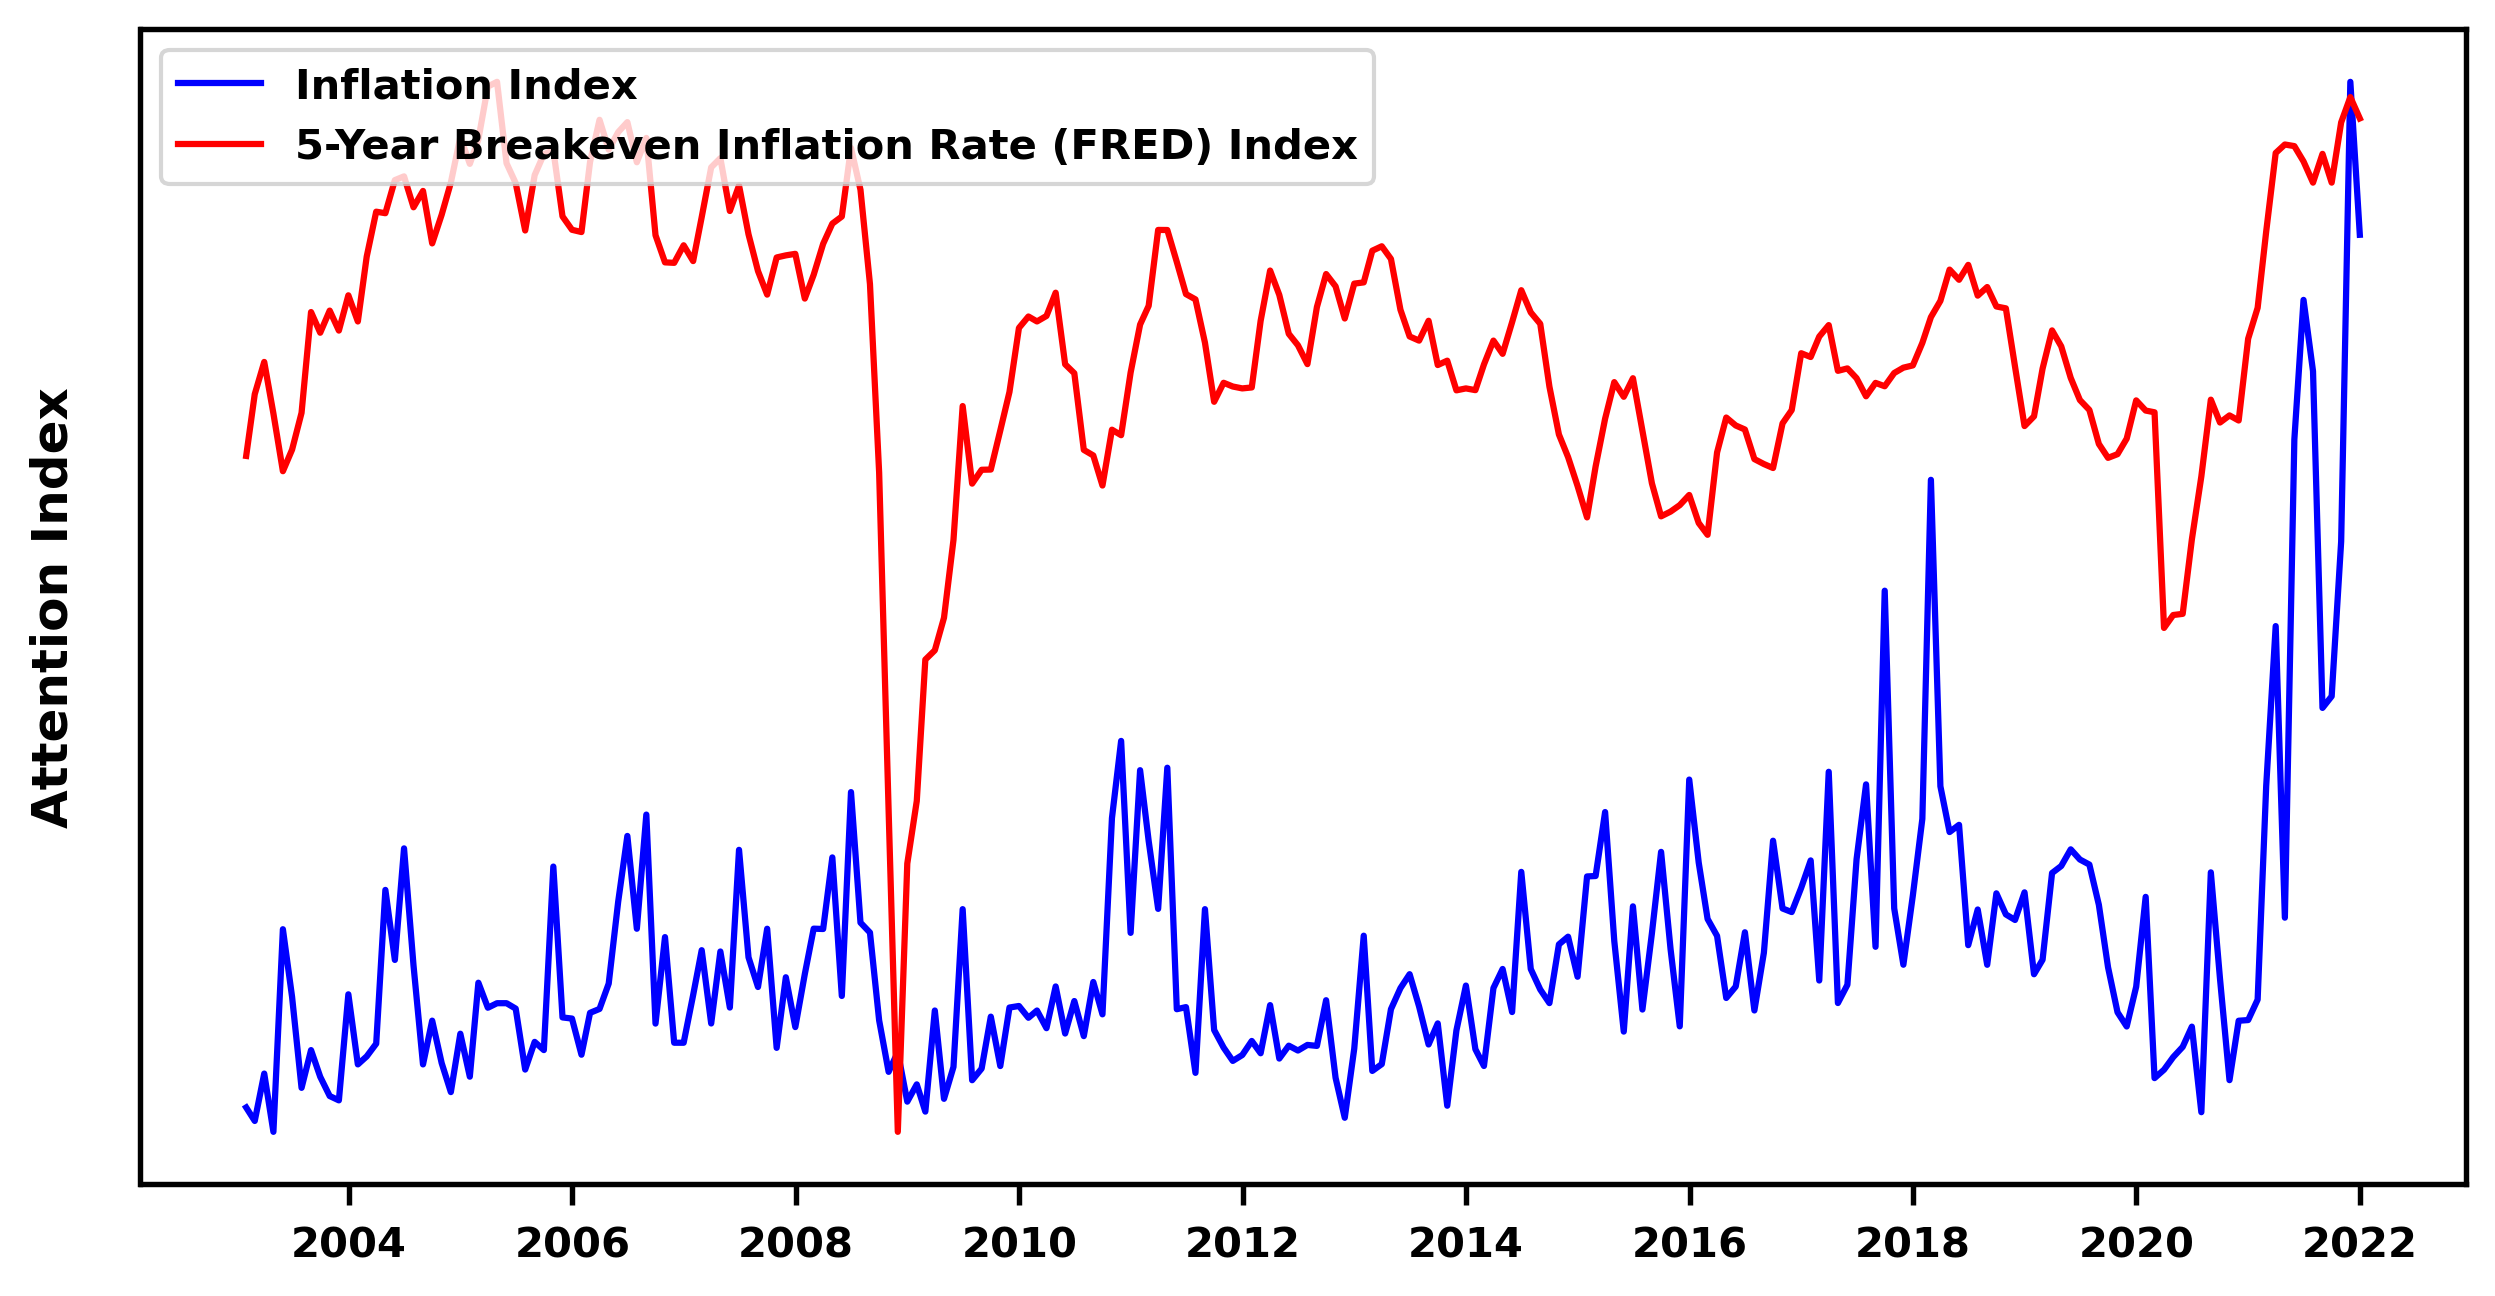 Inflation Index
5-Year Breakeven Inflation Rate (FRED) Index
Attention Index
2004 2006 2008 2010 2012 2014 2016 2018 2020 2022